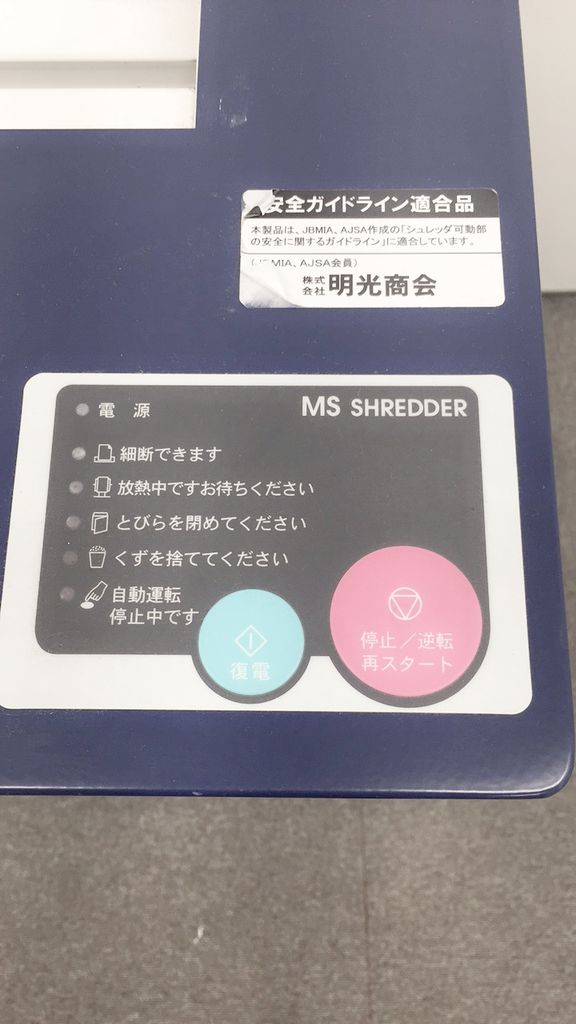 安全ガイドライン適合品
本製品は、JBMIA、AJSA作成の「シュレッダ可動部
の安全に関するガイドライン」に適合しています。
(JBMIA、AJSA会員)
株式
会社 明光商会
電 源
MS SHREDDER
細断できます
放熱中ですお待ちください
とびらを閉めてください
くずを捨ててください
自動運転
停止中です
復電
停止/逆転
再スタート